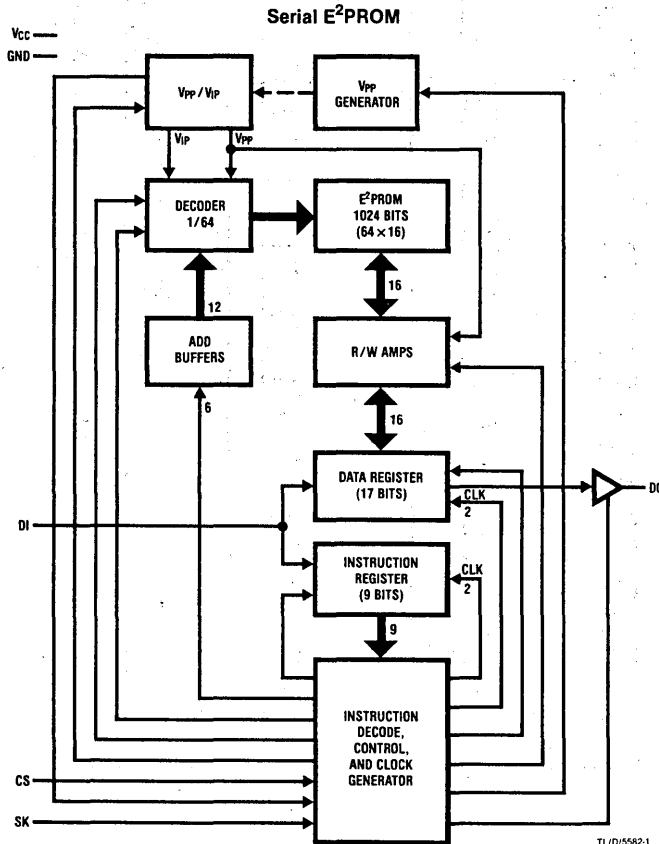 Serial E²PROM
VCC
GND
VPP/VIP
VPP
GENERATOR
VIP
VPP
DECODER
1/64
E²PROM
1024 BITS
(64 × 16)
12
16
ADD
BUFFERS
R/W AMPS
6
16
DATA REGISTER
(17 BITS)
CLK
2
DO
DI
INSTRUCTION
REGISTER
(9 BITS)
CLK
2
9
INSTRUCTION
DECODE,
CONTROL,
AND CLOCK
GENERATOR
CS
SK
TL/D/5582-1